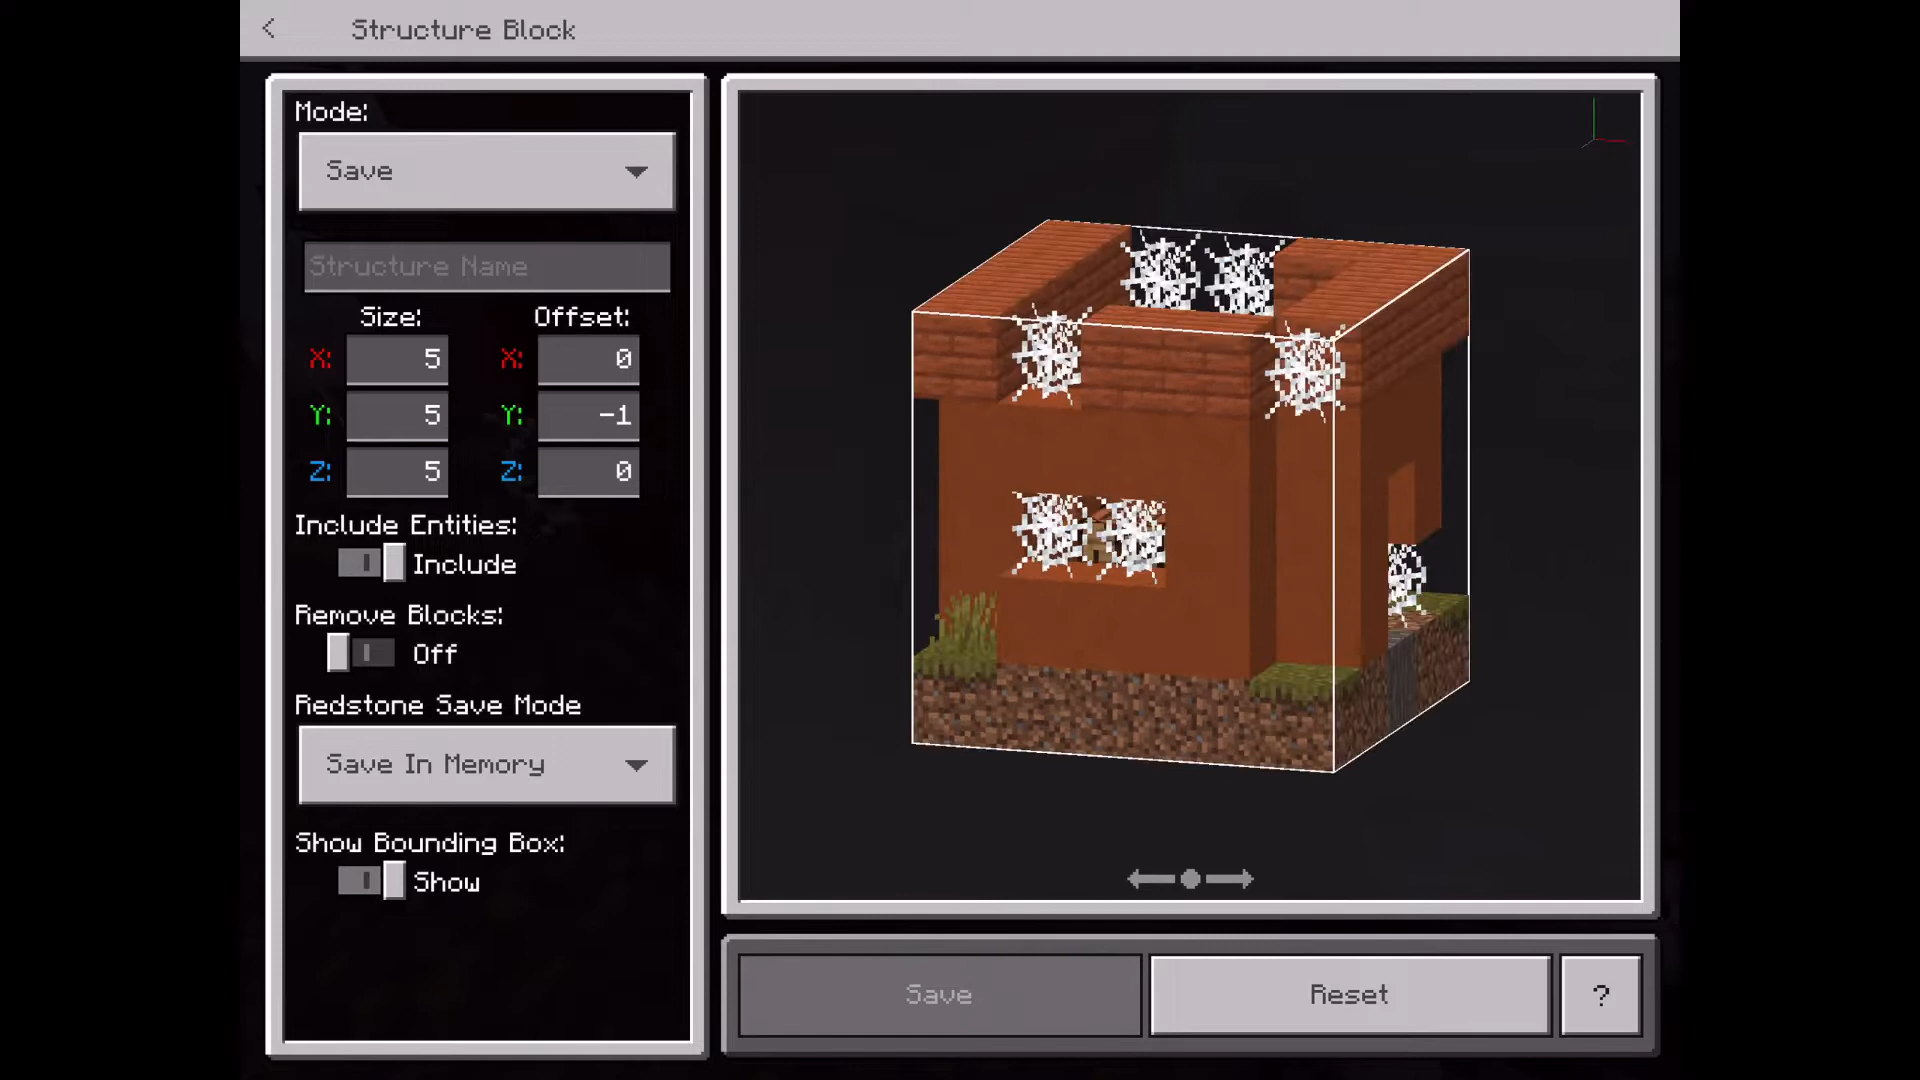 Structure Block
Mode:
Save
Structure Name
Size: Offset:
X: 5 X: 0
Y: 5 Y: -1
Z: 5 Z: 0
Include Entities:
Include
Remove Blocks:
Off
Redstone Save Mode
Save In Memory
Show Bounding Box:
Show
Save Reset ?